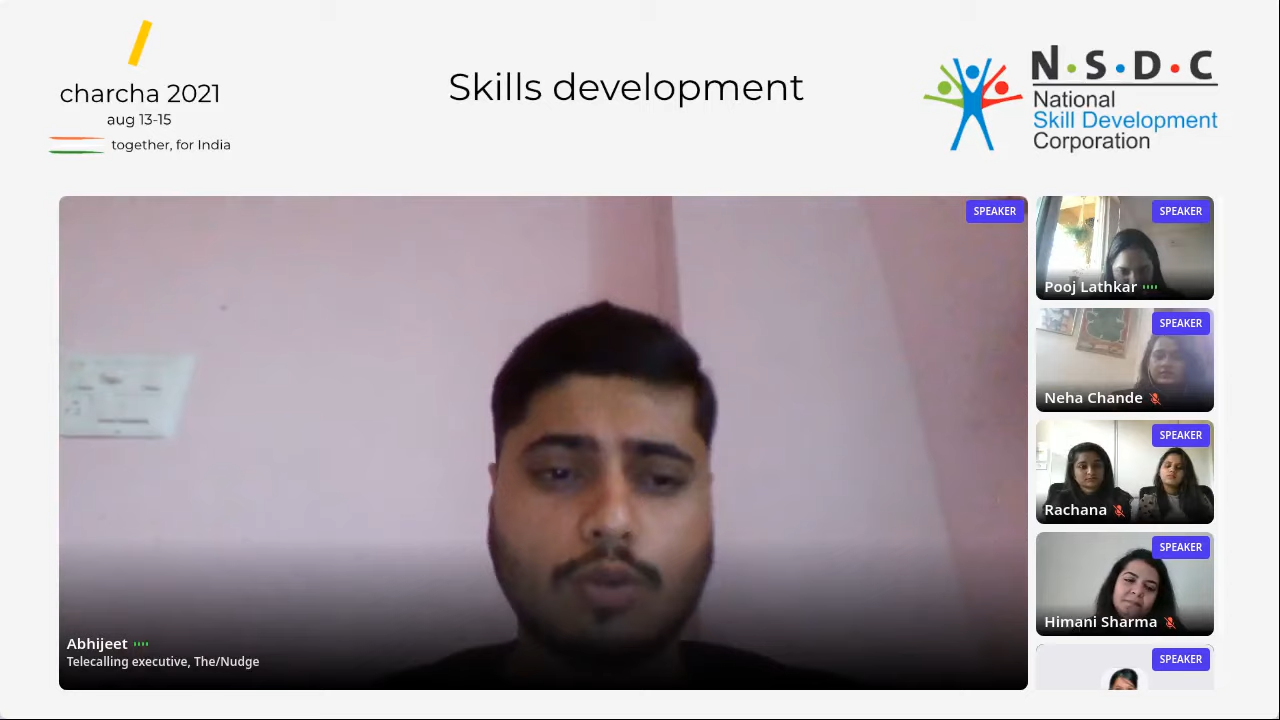 charcha 2021
aug 13-15
together, for India
Skills development
N·S·D·C
National
Skill Development
Corporation
SPEAKER
Abhijeet
Telecalling executive, The/Nudge
SPEAKER
Pooj Lathkar
SPEAKER
Neha Chande
SPEAKER
Rachana
SPEAKER
Himani Sharma
SPEAKER